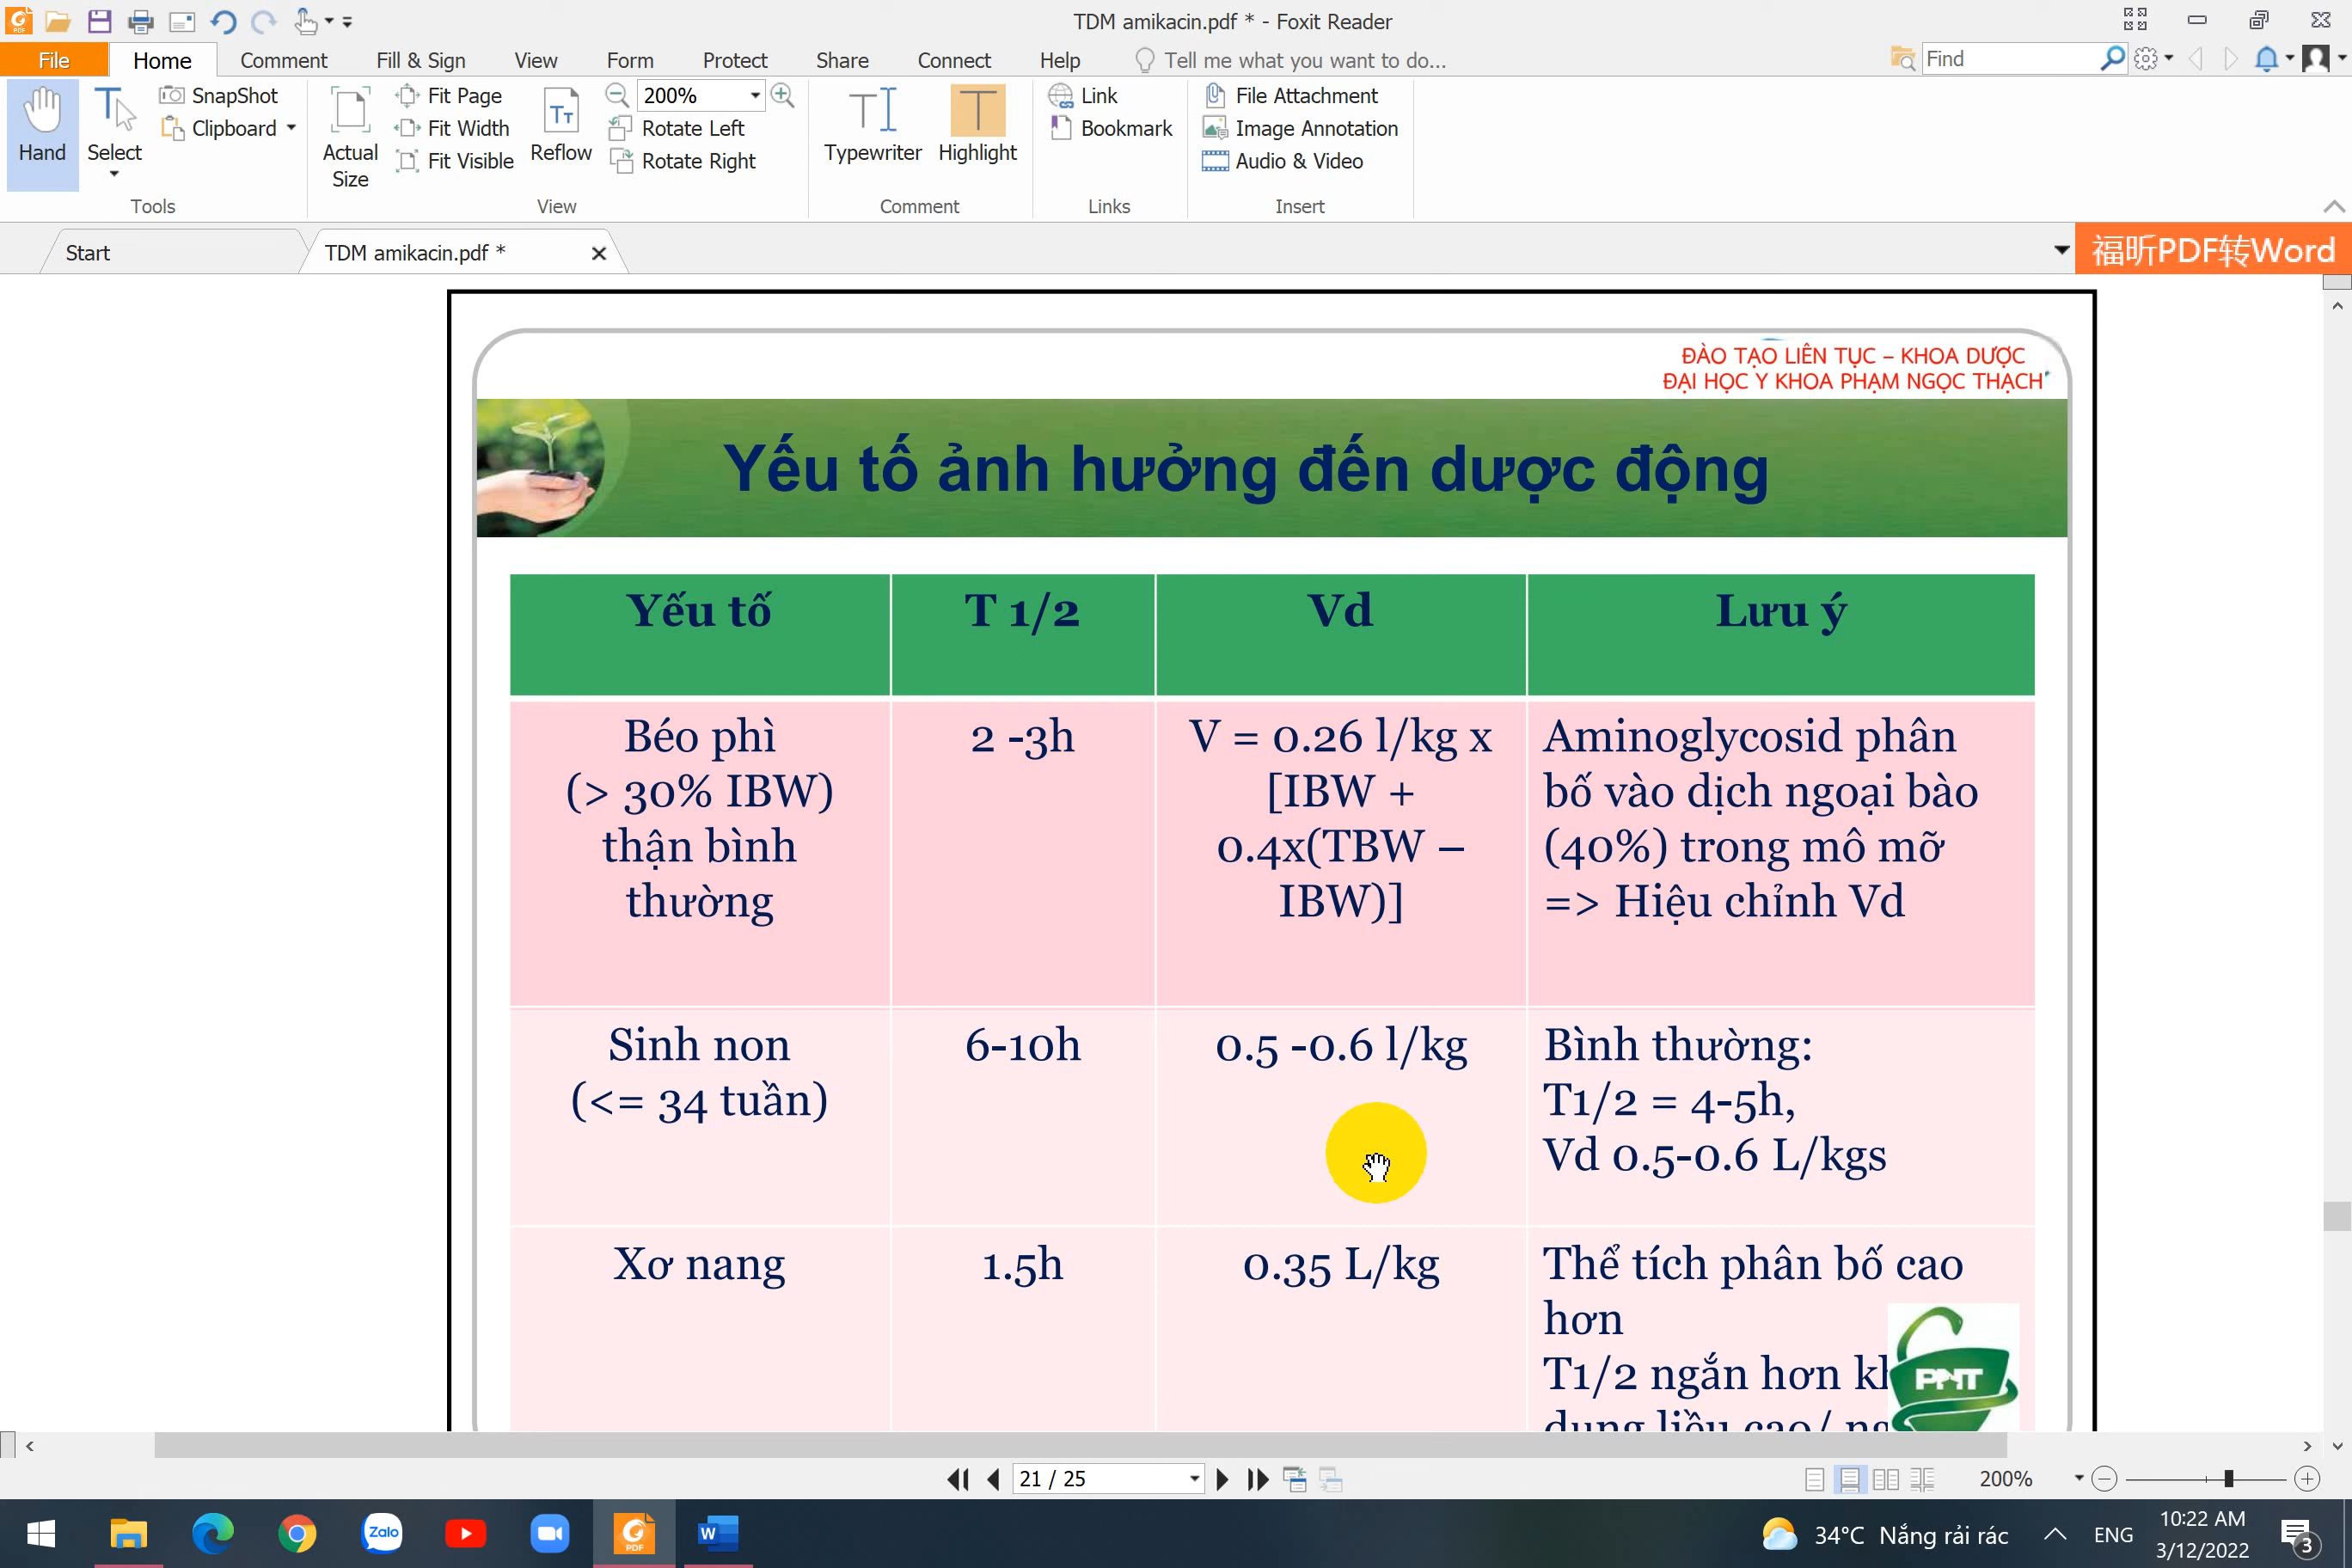 TDM amikacin.pdf * - Foxit Reader
File Home Comment Fill & Sign View Form Protect Share Connect Help Tell me what you want to do... Find
Hand
Select
SnapShot
Clipboard
Tools
Actual
Size
Fit Page
Fit Width
Fit Visible
Reflow
200%
Rotate Left
Rotate Right
View
Typewriter
Highlight
Comment
Link
Bookmark
Links
File Attachment
Image Annotation
Audio & Video
Insert
Start
TDM amikacin.pdf *
福昕PDF转Word
ĐÀO TẠO LIÊN TỤC – KHOA DƯỢC
ĐẠI HỌC Y KHOA PHẠM NGỌC THẠCH
Yếu tố ảnh hưởng đến dược động
Yếu tố
T 1/2
Vd
Lưu ý
Béo phì
(> 30% IBW)
thận bình
thường
2 -3h
V = 0.26 l/kg x
[IBW +
0.4x(TBW –
IBW)]
Aminoglycosid phân
bố vào dịch ngoại bào
(40%) trong mô mỡ
=> Hiệu chỉnh Vd
Sinh non
(<= 34 tuần)
6-10h
0.5 -0.6 l/kg
Bình thường:
T1/2 = 4-5h,
Vd 0.5-0.6 L/kgs
Xơ nang
1.5h
0.35 L/kg
Thể tích phân bố cao
hơn
T1/2 ngắn hơn
PNT
21 / 25
200%
Zalo
34°C Nắng rải rác
ENG
10:22 AM
3/12/2022
3